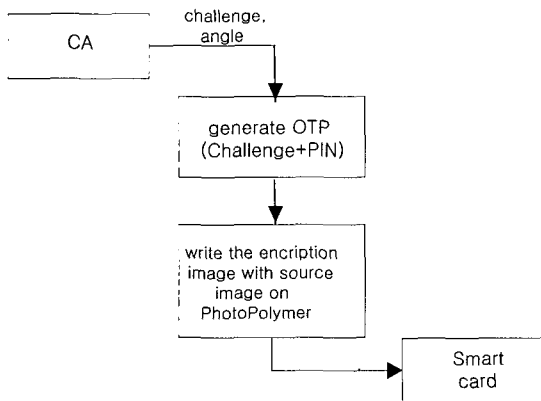 CA
challenge,
angle
generate OTP
(Challenge+PIN)
write the encription
image with source
image on
PhotoPolymer
Smart
card